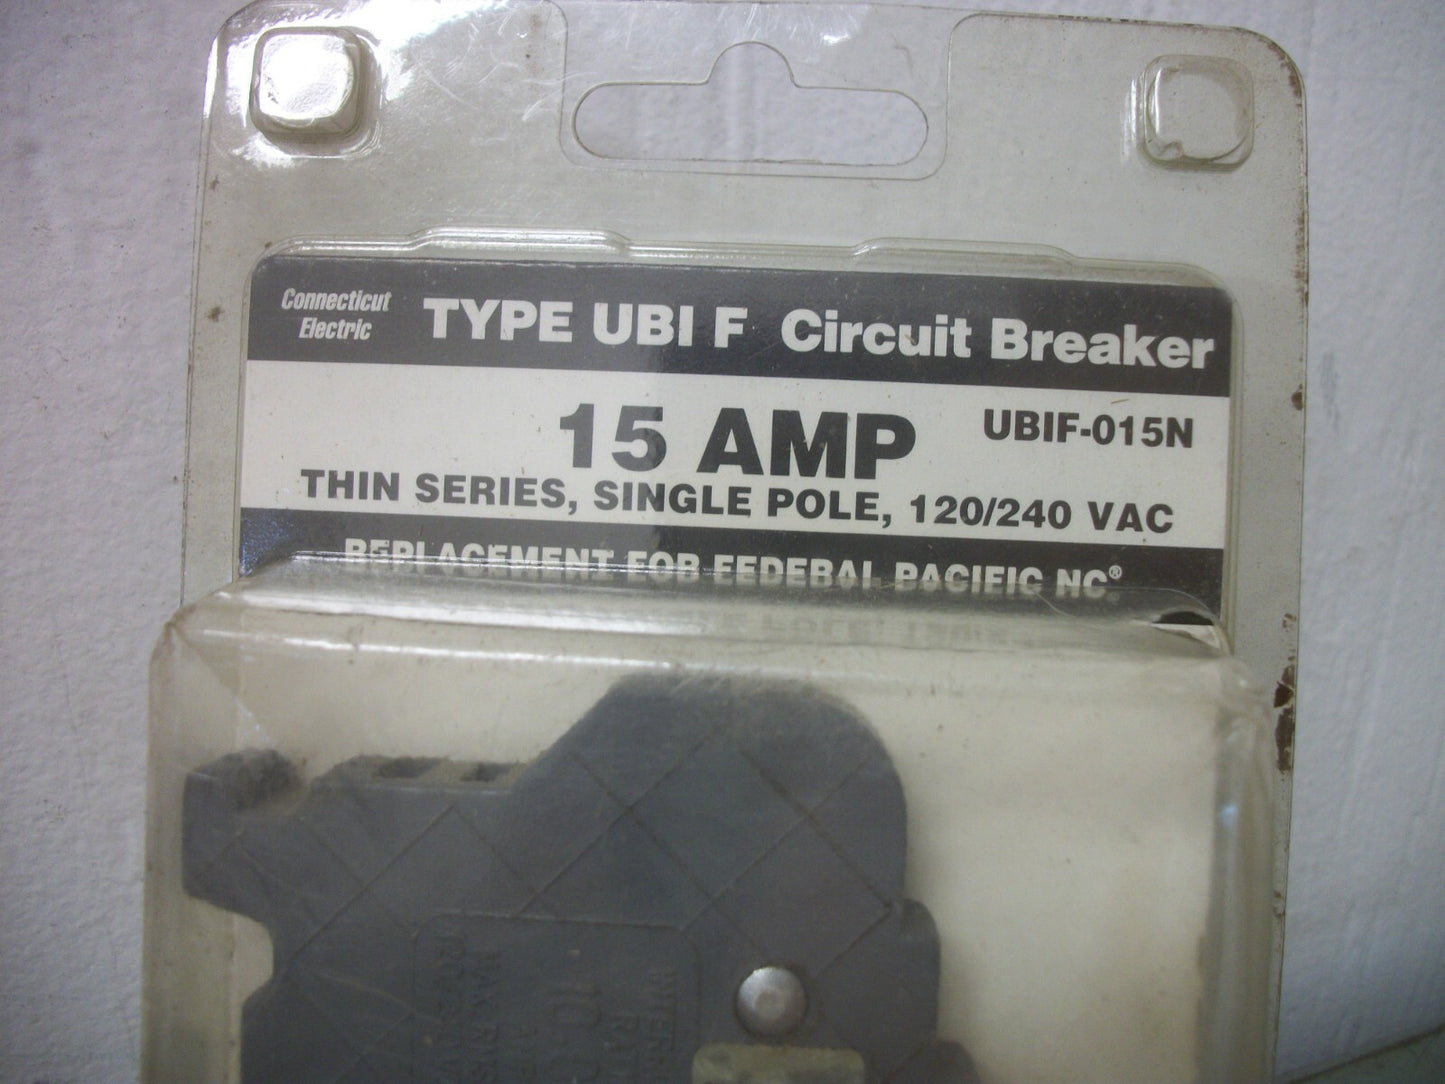 Connecticut
Electric
TYPE UBI F Circuit Breaker
15 AMP
UBIF-015N
THIN SERIES, SINGLE POLE, 120/240 VAC
REPLACEMENT FOR FEDERAL PACIFIC NC®